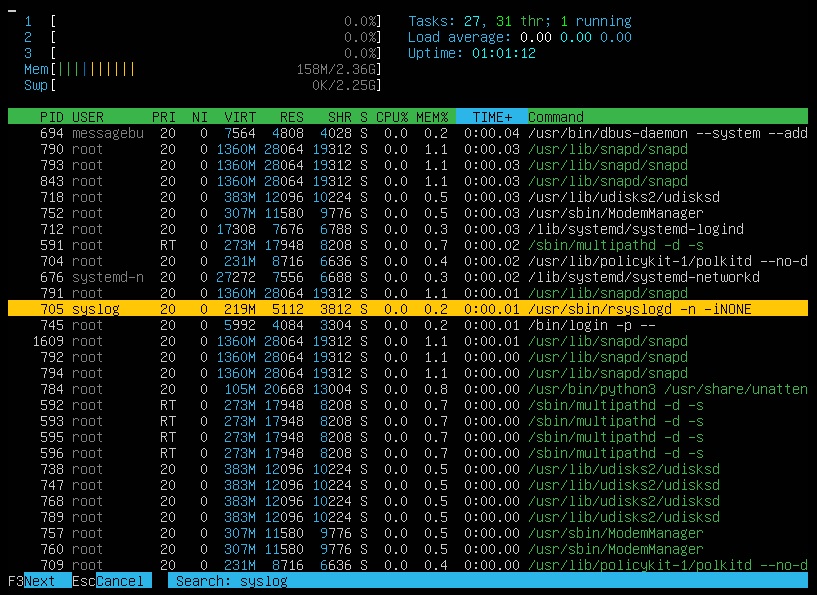 1 [ 0.0%] Tasks: 27, 31 thr; 1 running
2 [ 0.0%] Load average: 0.00 0.00 0.00
3 [ 0.0%] Uptime: 01:01:12
Mem[||||||||||| 158M/2.36G]
Swp[ 0K/2.25G]
PID USER PRI NI VIRT RES SHR S CPU% MEM% TIME+ Command
694 messagebu 20 0 7564 4808 4028 S 0.0 0.2 0:00.04 /usr/bin/dbus-daemon --system --add
790 root 20 0 1360M 28064 19312 S 0.0 1.1 0:00.03 /usr/lib/snapd/snapd
793 root 20 0 1360M 28064 19312 S 0.0 1.1 0:00.03 /usr/lib/snapd/snapd
843 root 20 0 1360M 28064 19312 S 0.0 1.1 0:00.03 /usr/lib/snapd/snapd
718 root 20 0 383M 12096 10224 S 0.0 0.5 0:00.03 /usr/lib/udisks2/udisksd
752 root 20 0 307M 11580 9776 S 0.0 0.5 0:00.03 /usr/sbin/ModemManager
712 root 20 0 17308 7676 6788 S 0.0 0.3 0:00.03 /lib/systemd/systemd-logind
591 root RT 0 273M 17948 8208 S 0.0 0.7 0:00.02 /sbin/multipathd -d -s
704 root 20 0 231M 8716 6636 S 0.0 0.4 0:00.02 /usr/lib/policykit-1/polkitd --no-d
676 systemd-n 20 0 27272 7556 6688 S 0.0 0.3 0:00.02 /lib/systemd/systemd-networkd
791 root 20 0 1360M 28064 19312 S 0.0 1.1 0:00.01 /usr/lib/snapd/snapd
705 syslog 20 0 219M 5112 3812 S 0.0 0.2 0:00.01 /usr/sbin/rsyslogd -n -iNONE
745 root 20 0 5992 4084 3304 S 0.0 0.2 0:00.01 /bin/login -p --
1609 root 20 0 1360M 28064 19312 S 0.0 1.1 0:00.00 /usr/lib/snapd/snapd
792 root 20 0 1360M 28064 19312 S 0.0 1.1 0:00.00 /usr/lib/snapd/snapd
794 root 20 0 1360M 28064 19312 S 0.0 1.1 0:00.00 /usr/lib/snapd/snapd
784 root 20 0 105M 20668 13004 S 0.0 0.8 0:00.00 /usr/bin/python3 /usr/share/unatten
592 root RT 0 273M 17948 8208 S 0.0 0.7 0:00.00 /sbin/multipathd -d -s
593 root RT 0 273M 17948 8208 S 0.0 0.7 0:00.00 /sbin/multipathd -d -s
595 root RT 0 273M 17948 8208 S 0.0 0.7 0:00.00 /sbin/multipathd -d -s
596 root RT 0 273M 17948 8208 S 0.0 0.7 0:00.00 /sbin/multipathd -d -s
738 root 20 0 383M 12096 10224 S 0.0 0.5 0:00.00 /usr/lib/udisks2/udisksd
747 root 20 0 383M 12096 10224 S 0.0 0.5 0:00.00 /usr/lib/udisks2/udisksd
768 root 20 0 383M 12096 10224 S 0.0 0.5 0:00.00 /usr/lib/udisks2/udisksd
789 root 20 0 383M 12096 10224 S 0.0 0.5 0:00.00 /usr/lib/udisks2/udisksd
757 root 20 0 307M 11580 9776 S 0.0 0.5 0:00.00 /usr/sbin/ModemManager
760 root 20 0 307M 11580 9776 S 0.0 0.5 0:00.00 /usr/sbin/ModemManager
709 root 20 0 231M 8716 6636 S 0.0 0.4 0:00.00 /usr/lib/policykit-1/polkitd --no-d
F3Next EscCancel Search: syslog